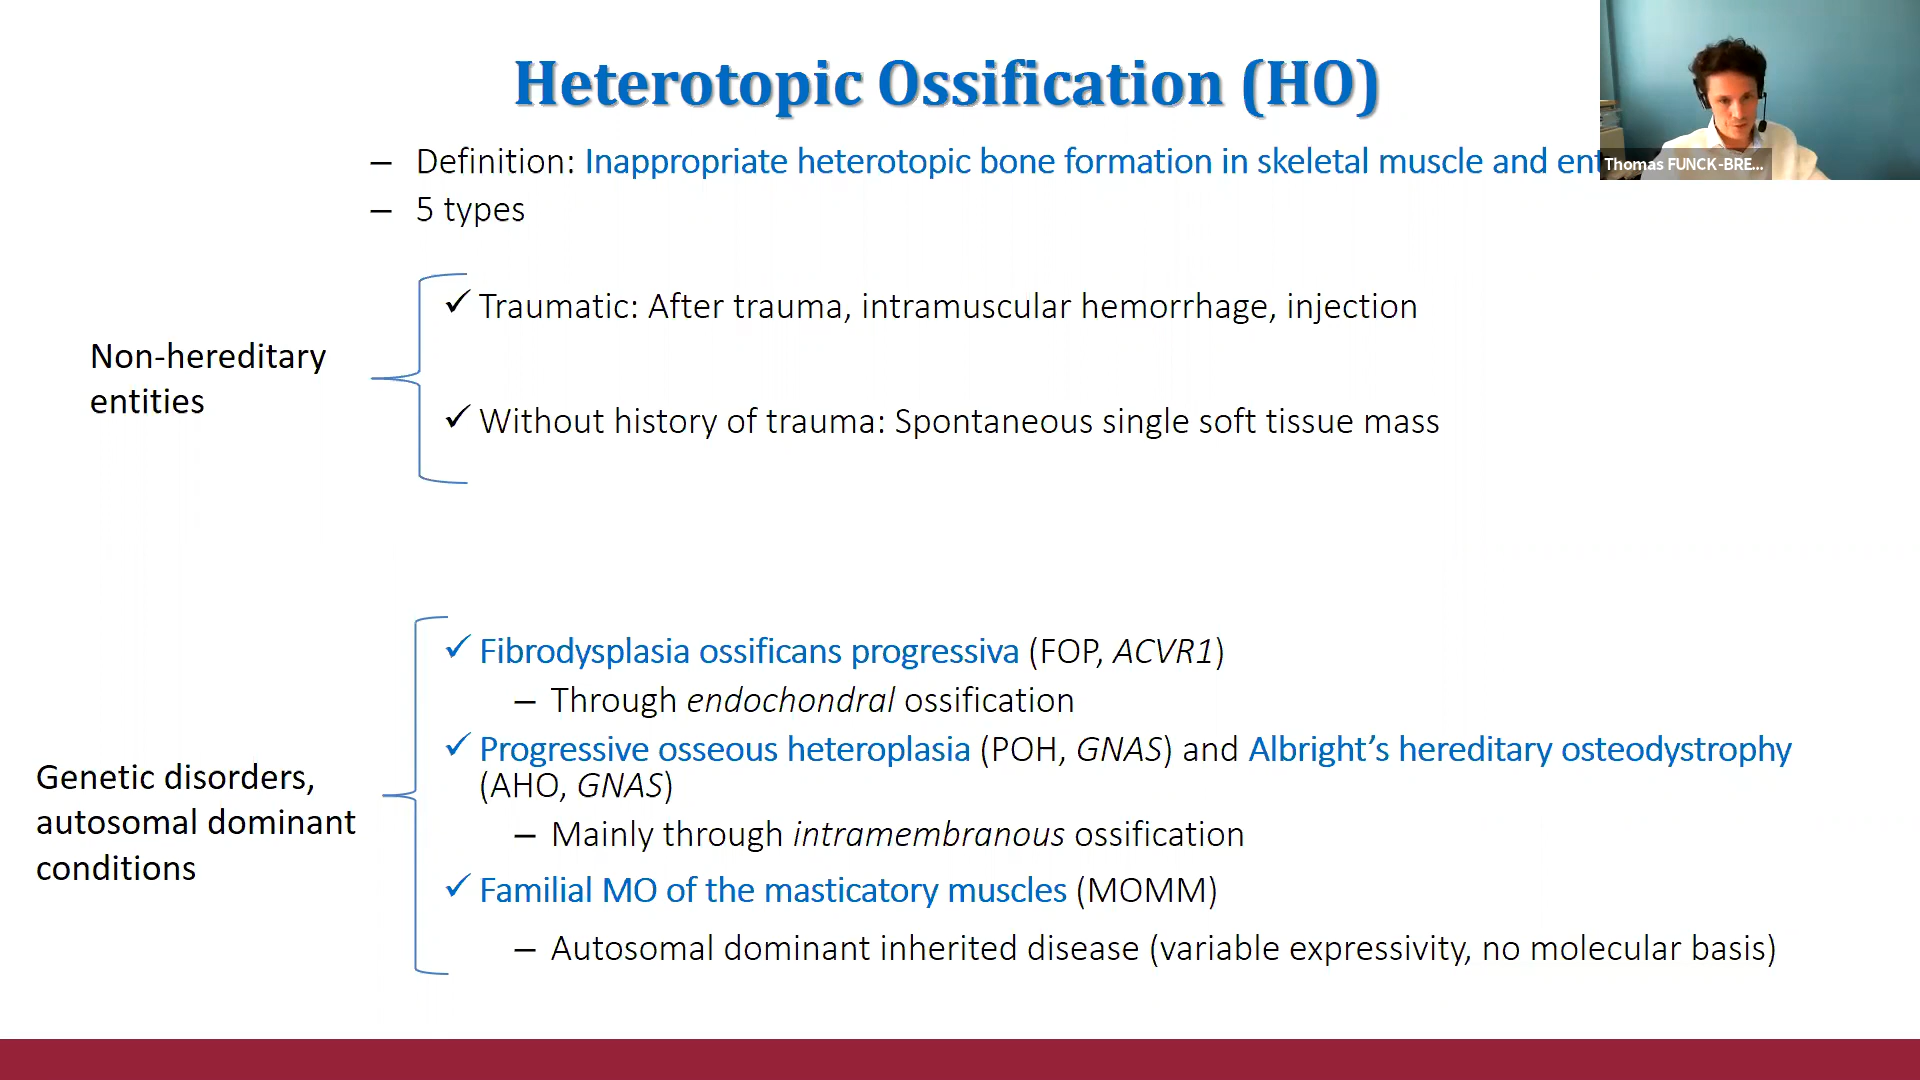 Heterotopic Ossification (HO)
– Definition: Inappropriate heterotopic bone formation in skeletal muscle and
Thomas FUNCK-BRE...
– 5 types
✓ Traumatic: After trauma, intramuscular hemorrhage, injection
Non-hereditary
entities
✓ Without history of trauma: Spontaneous single soft tissue mass
✓ Fibrodysplasia ossificans progressiva (FOP, ACVR1)
– Through endochondral ossification
✓ Progressive osseous heteroplasia (POH, GNAS) and Albright’s hereditary osteodystrophy
(AHO, GNAS)
– Mainly through intramembranous ossification
Genetic disorders,
autosomal dominant
conditions
✓ Familial MO of the masticatory muscles (MOMM)
– Autosomal dominant inherited disease (variable expressivity, no molecular basis)